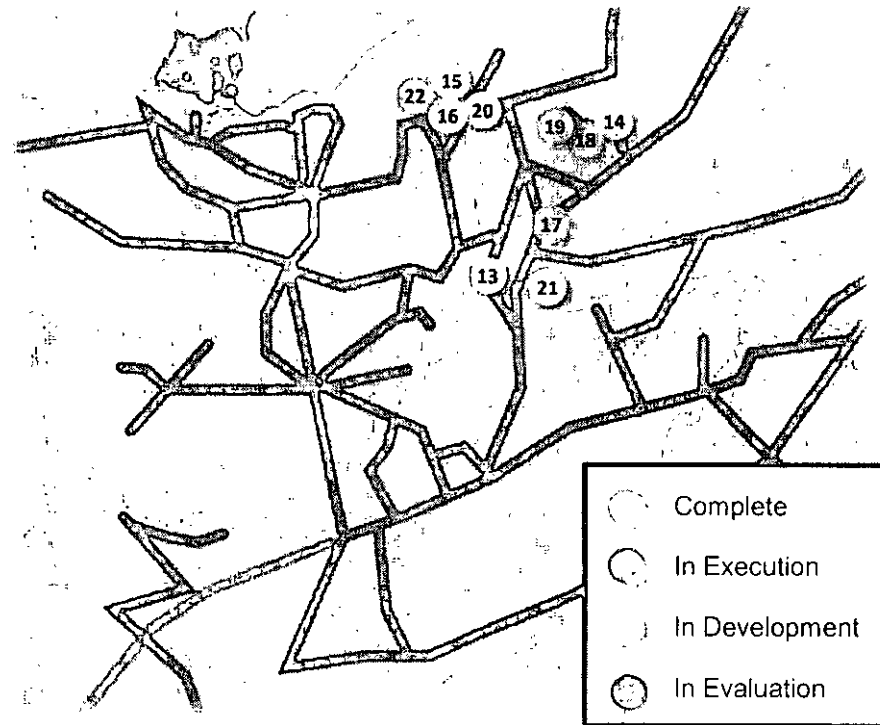 15
22
16
20
19
18
14
17
13
21
Complete
In Execution
In Development
In Evaluation